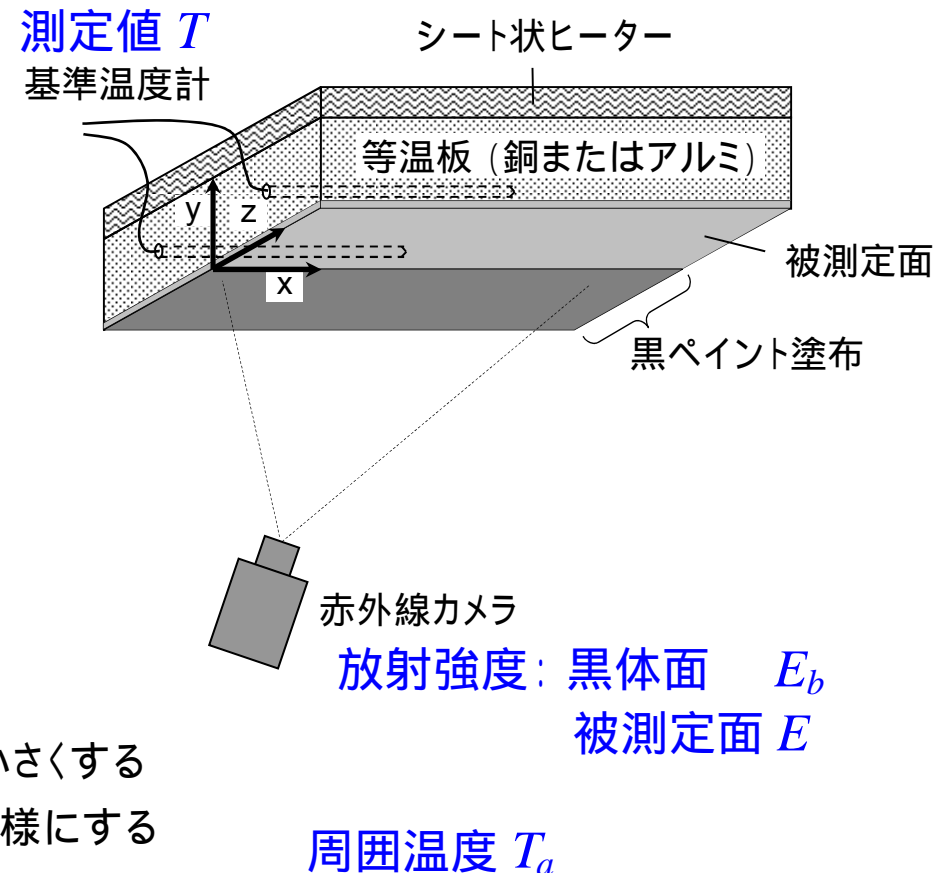 測定値 T
シート状ヒーター
基準温度計
等温板（銅またはアルミ）
y
z
x
被測定面
黒ペイント塗布
赤外線カメラ
放射強度：黒体面 E_b
被測定面 E
さくする
様にする
周囲温度 T_a